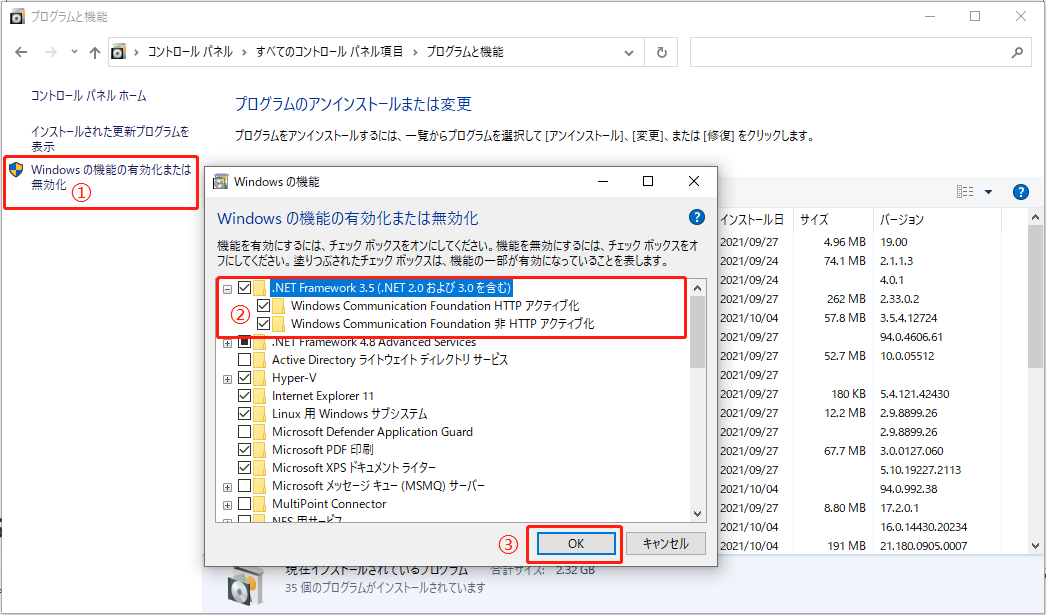 プログラムと機能
コントロール パネル
すべてのコントロール パネル項目
プログラムと機能
コントロール パネル ホーム
インストールされた更新プログラムを
表示
Windows の機能の有効化または
無効化
①
プログラムのアンインストールまたは変更
プログラムをアンインストールするには、一覧からプログラムを選択して [アンインストール]、[変更]、または [修復] をクリックします。
Windows の機能
Windows の機能の有効化または無効化
機能を有効にするには、チェック ボックスをオンにしてください。機能を無効にするには、チェック ボックスをオ
フにしてください。塗りつぶされたチェック ボックスは、機能の一部が有効になっていることを表します。
②
.NET Framework 3.5 (.NET 2.0 および 3.0 を含む)
Windows Communication Foundation HTTP アクティブ化
Windows Communication Foundation 非 HTTP アクティブ化
.NET Framework 4.8 Advanced Services
Active Directory ライトウェイト ディレクトリ サービス
Hyper-V
Internet Explorer 11
Linux 用 Windows サブシステム
Microsoft Defender Application Guard
Microsoft PDF 印刷
Microsoft XPS ドキュメント ライター
Microsoft メッセージ キュー (MSMQ) サーバー
MultiPoint Connector
NFS 用サービス
③
OK
キャンセル
インストール日 サイズ バージョン
2021/09/27 4.96 MB 19.00
2021/09/24 74.1 MB 2.1.1.3
2021/09/24 4.0.1
2021/09/27 262 MB 2.33.0.2
2021/10/04 57.8 MB 3.5.4.12724
2021/09/27 94.0.4606.61
2021/09/27 52.7 MB 10.0.05512
2021/09/27
2021/09/27 180 KB 5.4.121.42430
2021/09/27 12.2 MB 2.9.8899.26
2021/09/27 2.9.8899.26
2021/09/27 67.7 MB 3.0.0127.060
2021/09/27 5.10.19227.2113
2021/10/04 94.0.992.38
2021/09/27 8.80 MB 17.2.0.1
2021/10/04 16.0.14430.20234
2021/10/04 191 MB 21.180.0905.0007
現在インストールされているプログラム 合計サイズ: 2.32 GB
35 個のプログラムがインストールされています